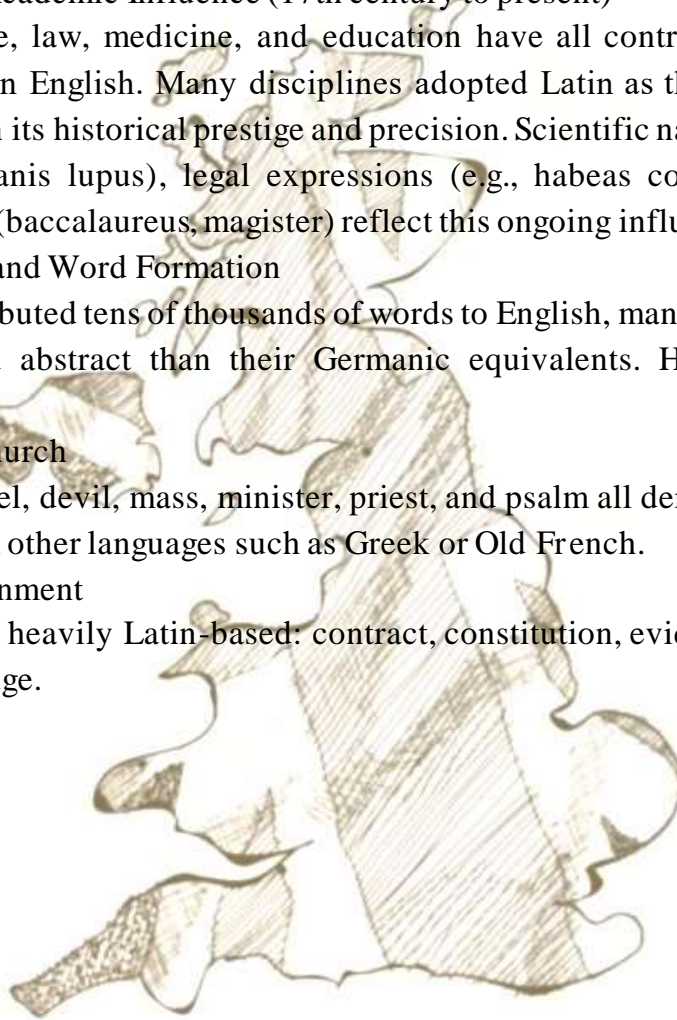 cademic Influence (17th century to present)
e, law, medicine, and education have all contr
n English. Many disciplines adopted Latin as th
n its historical prestige and precision. Scientific na
anis lupus), legal expressions (e.g., habeas co
(baccalaureus, magister) reflect this ongoing influ
and Word Formation
buted tens of thousands of words to English, man
abstract than their Germanic equivalents. H
urch
el, devil, mass, minister, priest, and psalm all der
other languages such as Greek or Old French.
nment
heavily Latin-based: contract, constitution, evid
ge.